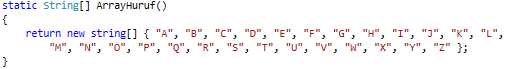 static String[] ArrayHuruf()
{
return new string[] { "A", "B", "C", "D", "E", "F", "G", "H", "I", "J", "K", "L",
"M", "N", "O", "P", "Q", "R", "S", "T", "U", "V", "W", "X", "Y", "Z" };
}